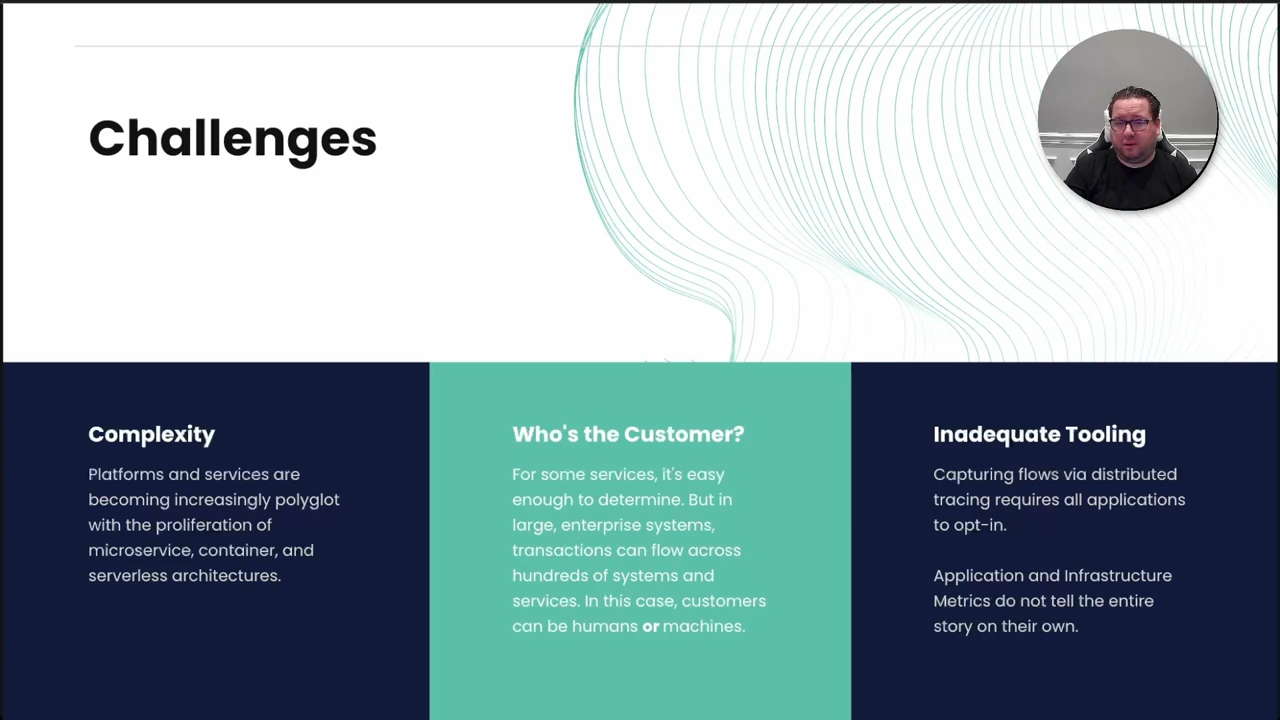 Challenges
Complexity
Platforms and services are
becoming increasingly polyglot
with the proliferation of
microservice, container, and
serverless architectures.
Who's the Customer?
For some services, it's easy
enough to determine. But in
large, enterprise systems,
transactions can flow across
hundreds of systems and
services. In this case, customers
can be humans or machines.
Inadequate Tooling
Capturing flows via distributed
tracing requires all applications
to opt-in.
Application and Infrastructure
Metrics do not tell the entire
story on their own.